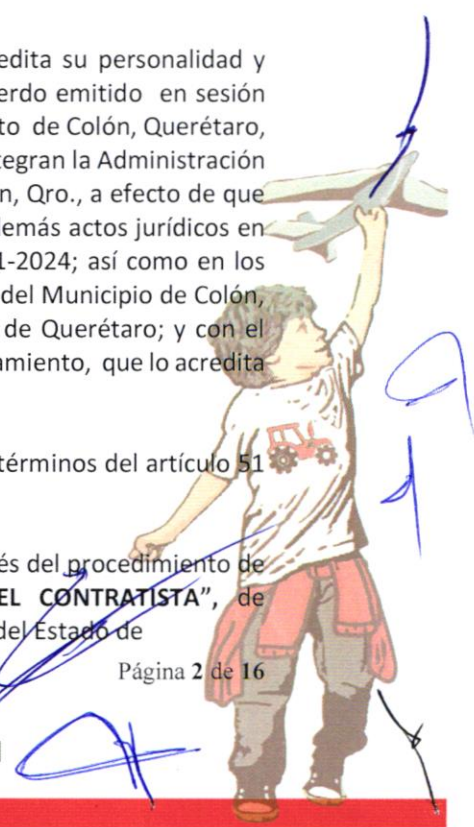 edita su personalidad y
erdo emitido en sesión
to de Colón, Querétaro,
tegran la Administración
n, Qro., a efecto de que
emás actos jurídicos en
1-2024; así como en los
del Municipio de Colón,
de Querétaro; y con el
amiento, que lo acredita
términos del artículo 51
és del procedimiento de
EL CONTRATISTA”, de
del Estado de
Página 2 de 16